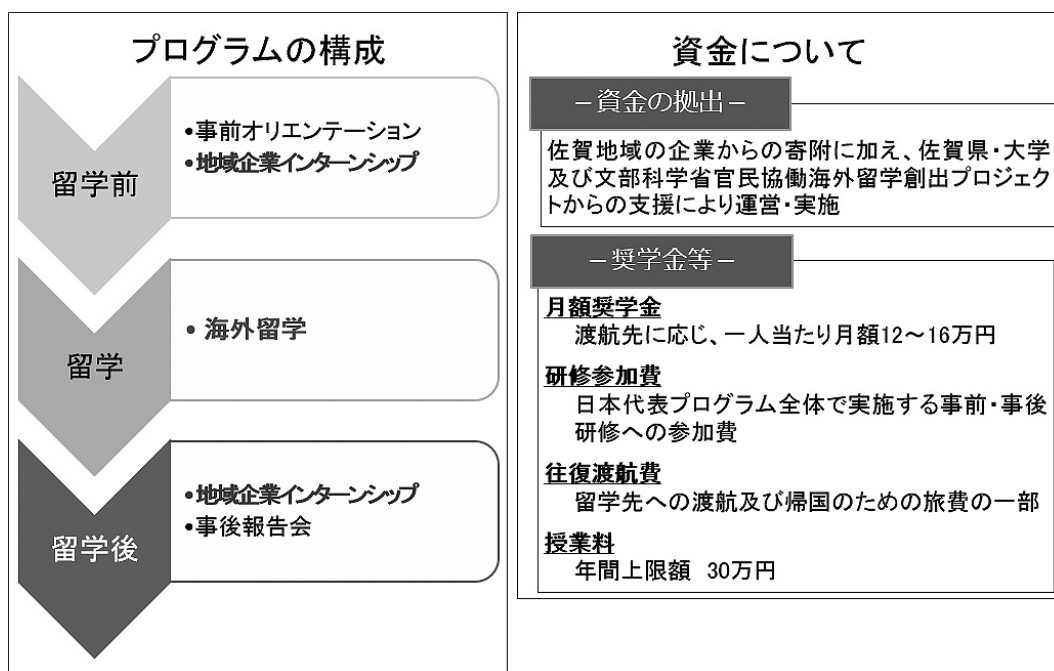 プログラムの構成
留学前
•事前オリエンテーション
•地域企業インターンシップ
留学
• 海外留学
留学後
•地域企業インターンシップ
•事後報告会
資金について
－資金の拠出－
佐賀地域の企業からの寄附に加え、佐賀県・大学
及び文部科学省官民協働海外留学創出プロジェク
トからの支援により運営・実施
－奨学金等－
月額奨学金
渡航先に応じ、一人当たり月額12～16万円
研修参加費
日本代表プログラム全体で実施する事前・事後
研修への参加費
往復渡航費
留学先への渡航及び帰国のための旅費の一部
授業料
年間上限額 30万円